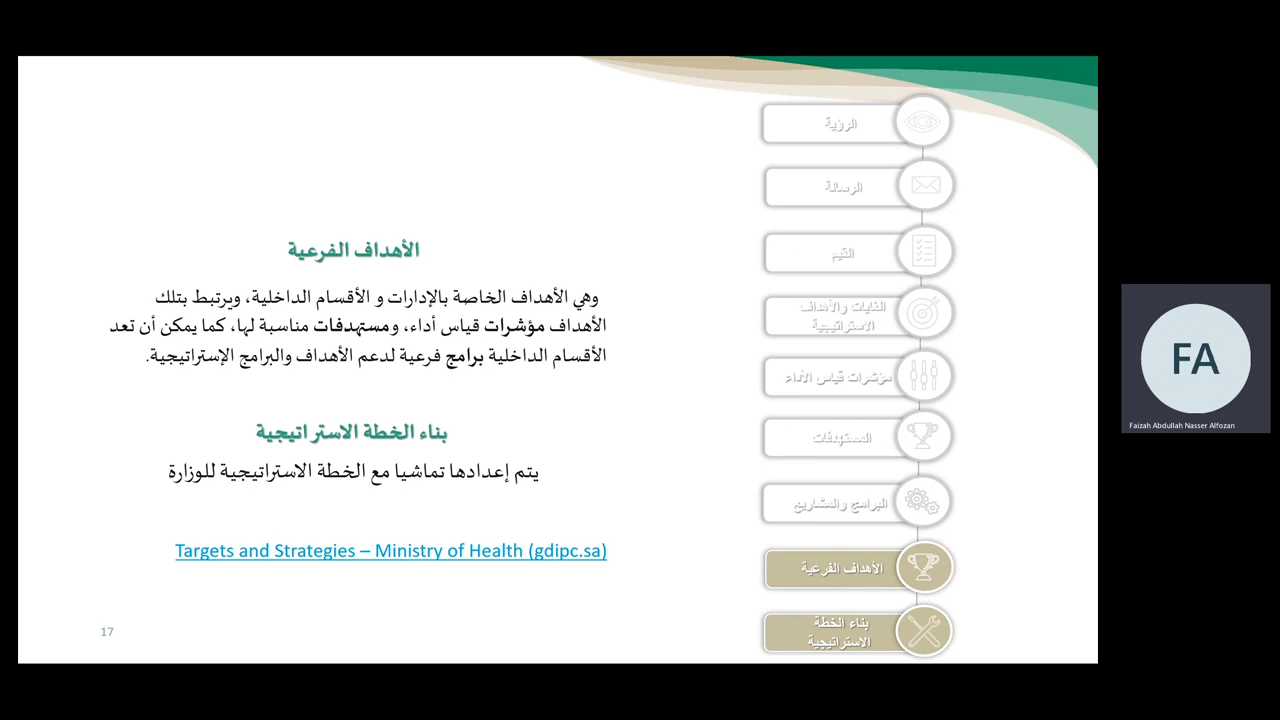 الرؤية
الرسالة
القيم
الغايات والأهداف
الاستراتيجية
مؤشرات قياس الأداء
المستهدفات
البرامج والمشاريع
الأهداف الفرعية
بناء الخطة
الاستراتيجية
الأهداف الفرعية
وهي الأهداف الخاصة بالإدارات و الأقسام الداخلية، ويرتبط بتلك
الأهداف مؤشرات قياس أداء، ومستهدفات مناسبة لها، كما يمكن أن تعد
الأقسام الداخلية برامج فرعية لدعم الأهداف والبرامج الإستراتيجية.
بناء الخطة الاستراتيجية
يتم إعدادها تماشيا مع الخطة الاستراتيجية للوزارة
Targets and Strategies – Ministry of Health (gdipc.sa)
17
FA
Faizah Abdullah Nasser Alfozan